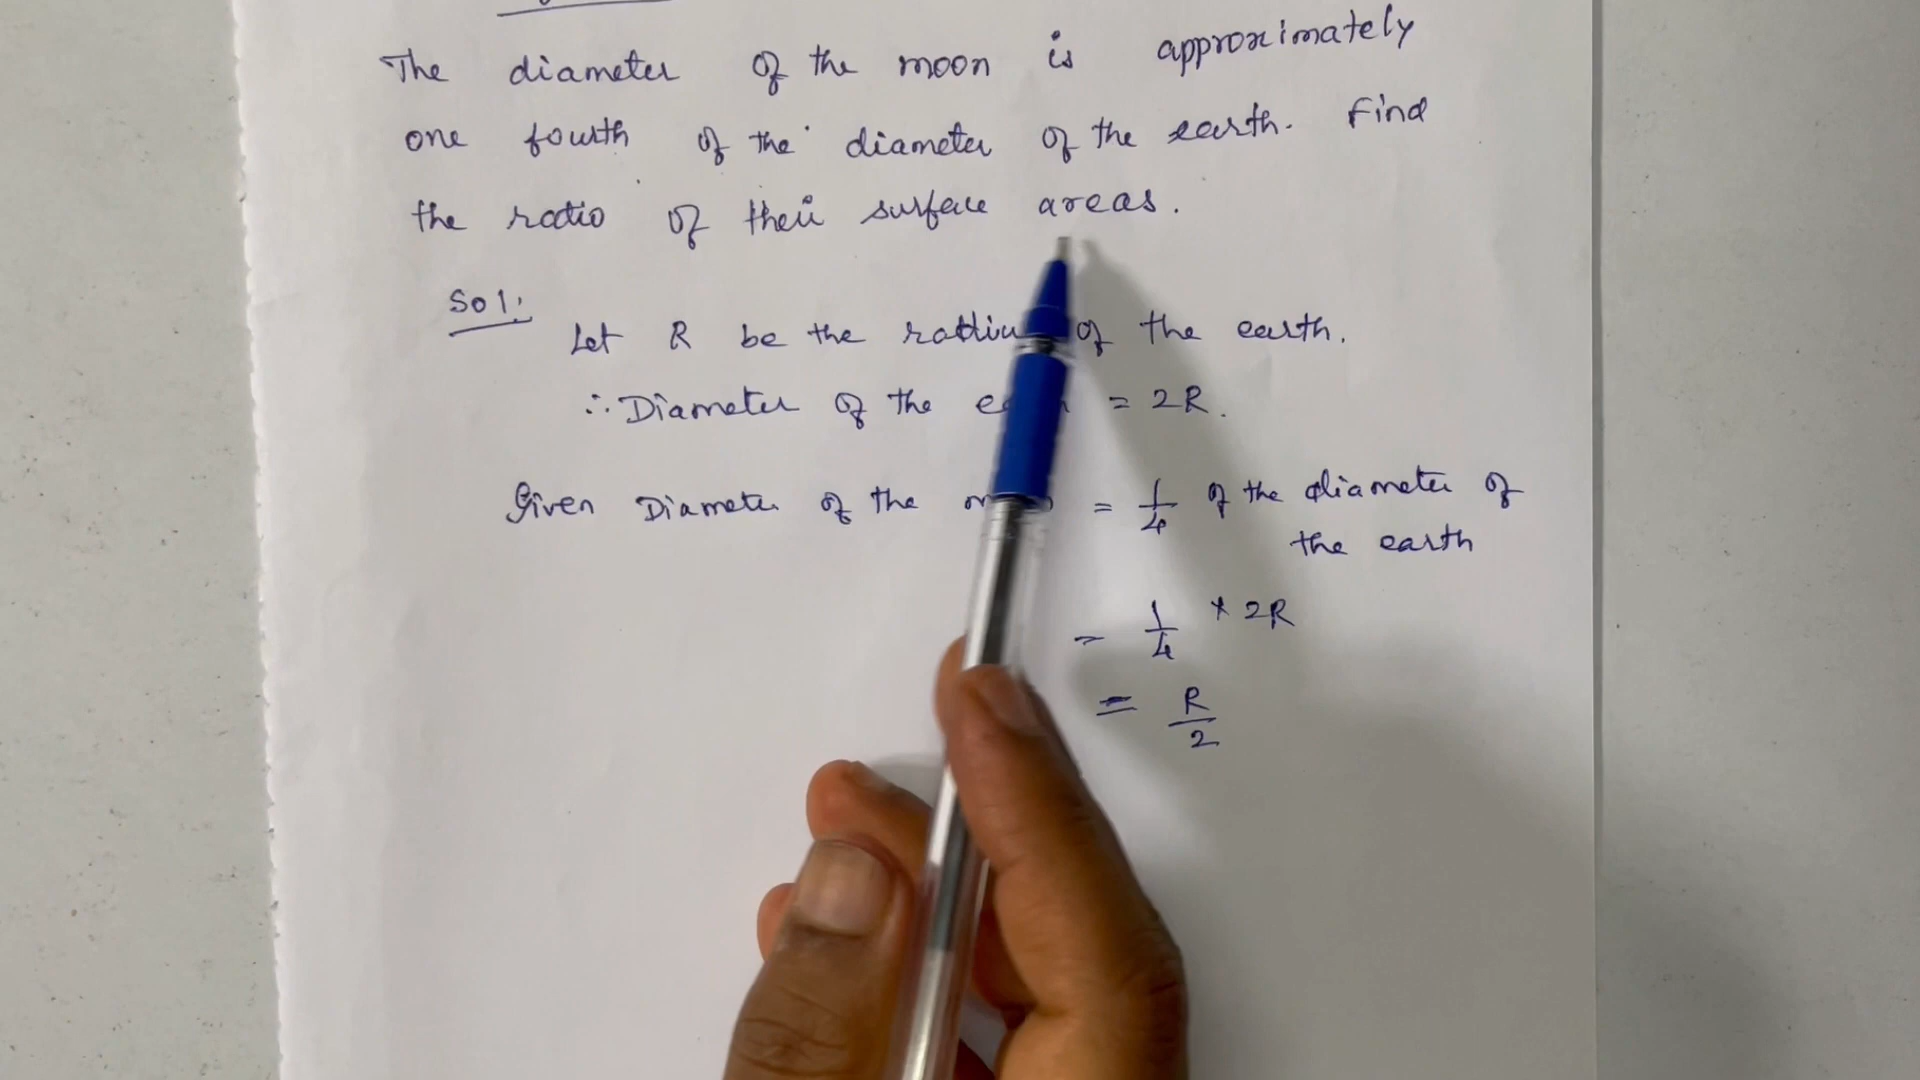 The diameter of the moon is approximately
one fourth of the diameter of the earth. Find
the ratio of their surface areas.
Sol:
Let R be the radius of the earth.
∴ Diameter of the = 2R.
Given Diameter of the = 1/4 of the diameter of
the earth
= 1/4 * 2R
= R/2